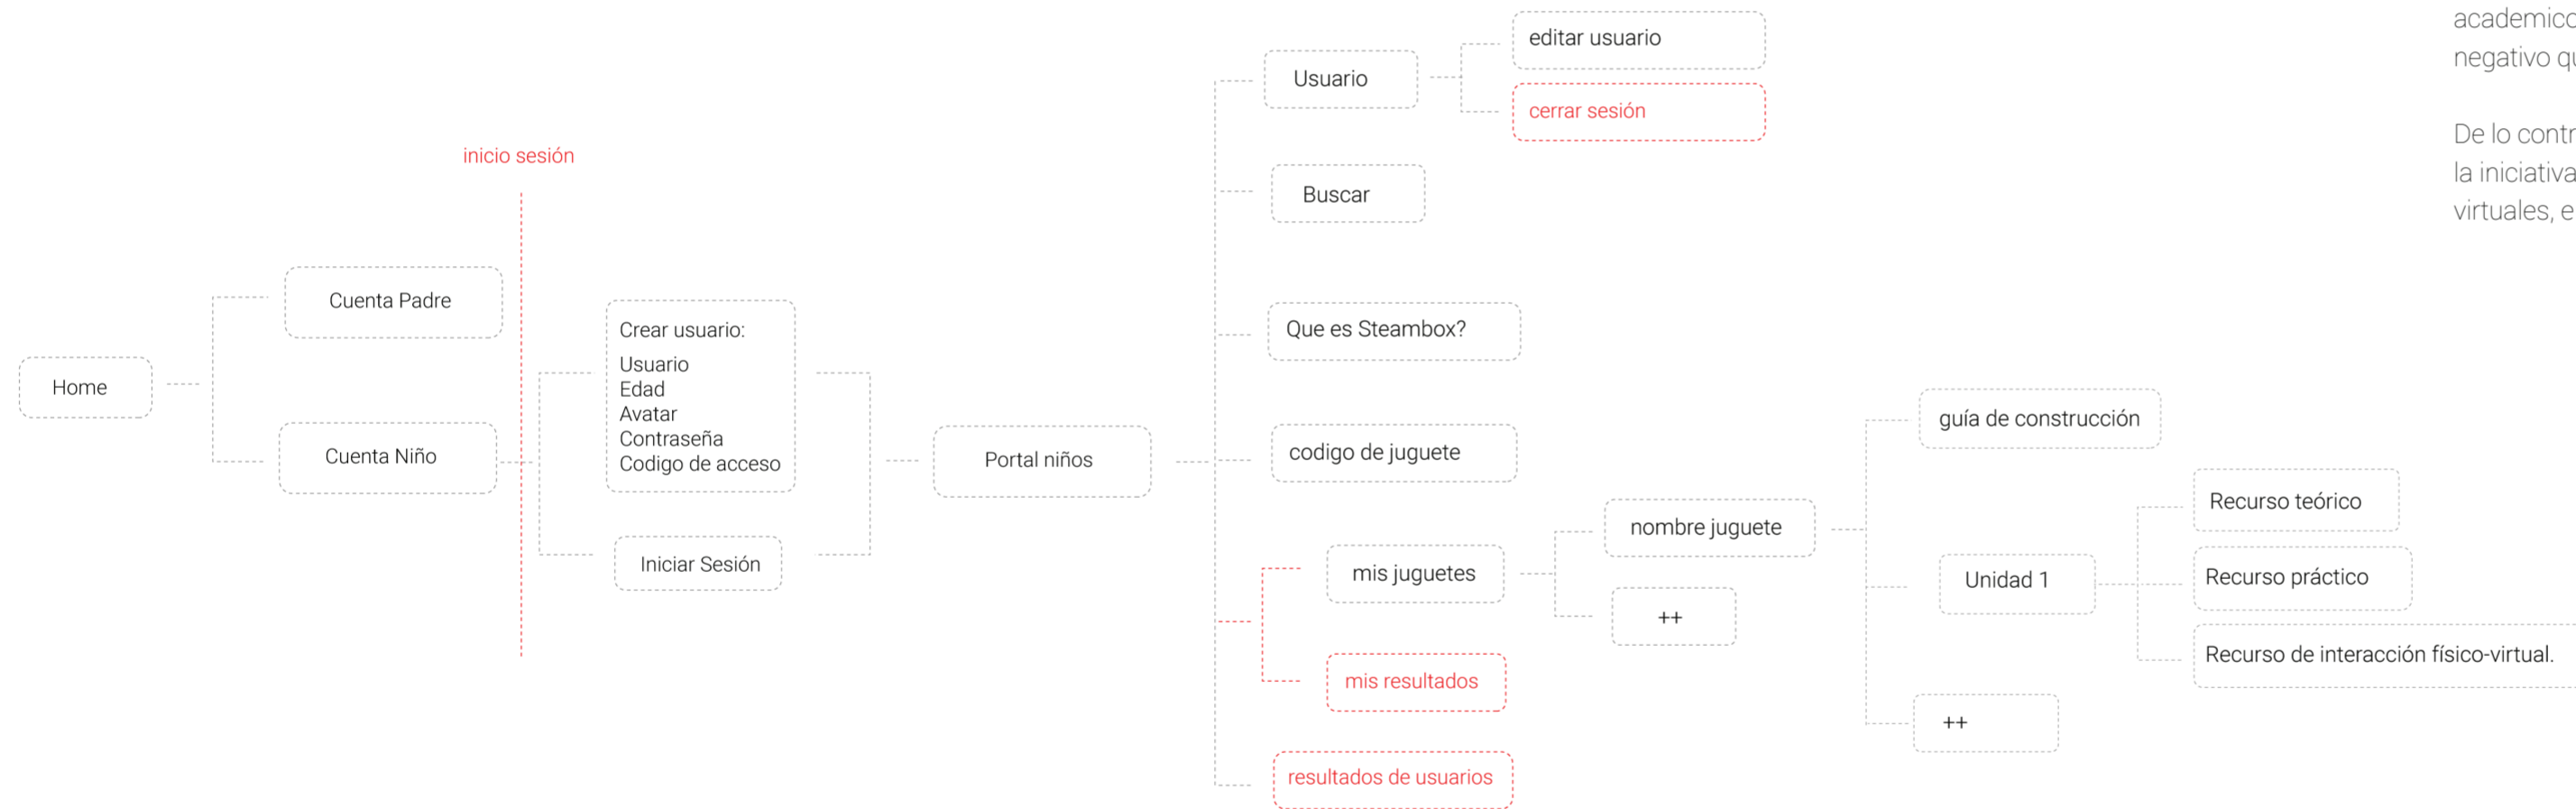 inicio sesión
Home
Cuenta Padre
Cuenta Niño
Crear usuario:
Usuario
Edad
Avatar
Contraseña
Codigo de acceso
Iniciar Sesión
Portal niños
Usuario
editar usuario
cerrar sesión
Buscar
Que es Steambox?
codigo de juguete
mis juguetes
mis resultados
resultados de usuarios
nombre juguete
++
guía de construcción
Unidad 1
++
Recurso teórico
Recurso práctico
Recurso de interacción físico-virtual.
negativo
De lo
la iniciativa
virtuales,